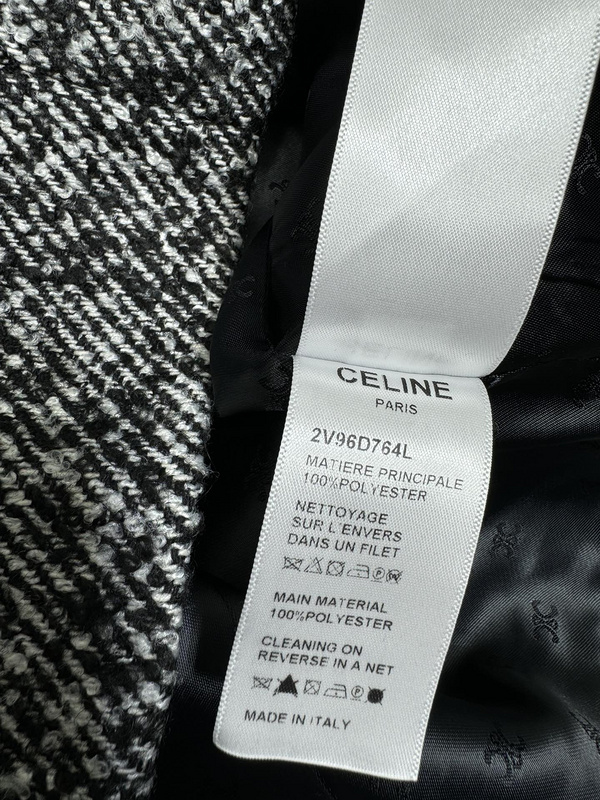 CELINE
PARIS
2V96D764L
MATIERE PRINCIPALE
100%POLYESTER
NETTOYAGE
SUR L'ENVERS
DANS UN FILET
MAIN MATERIAL
100%POLYESTER
CLEANING ON
REVERSE IN A NET
MADE IN ITALY